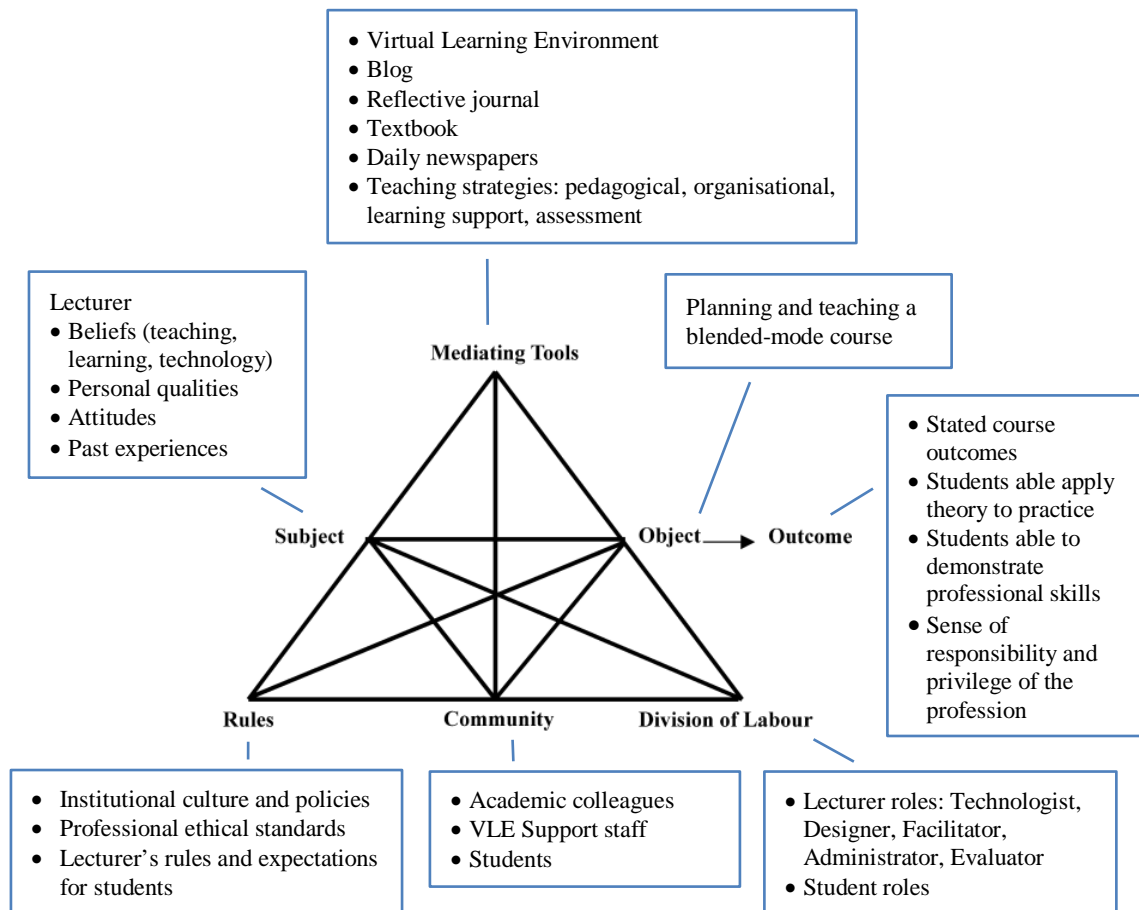 • Virtual Learning Environment
• Blog
• Reflective journal
• Textbook
• Daily newspapers
• Teaching strategies: pedagogical, organisational,
learning support, assessment
Lecturer
• Beliefs (teaching,
learning, technology)
• Personal qualities
• Attitudes
• Past experiences
Planning and teaching a
blended-mode course
Mediating Tools
• Stated course
outcomes
• Students able apply
theory to practice
• Students able to
demonstrate
professional skills
• Sense of
responsibility and
privilege of the
profession
Subject
Object
Outcome
Rules
Community
Division of Labour
• Institutional culture and policies
• Professional ethical standards
• Lecturer’s rules and expectations
for students
• Academic colleagues
• VLE Support staff
• Students
• Lecturer roles: Technologist,
Designer, Facilitator,
Administrator, Evaluator
• Student roles